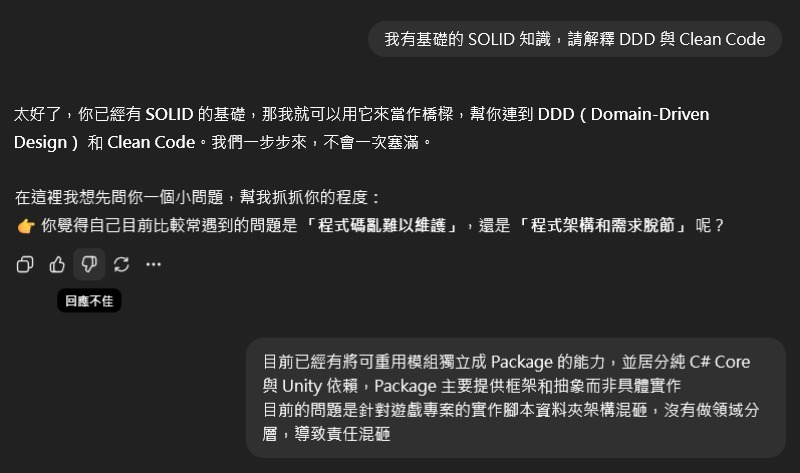 我有基礎的 SOLID 知識，請解釋 DDD 與 Clean Code
太好了，你已經有 SOLID 的基礎，那我就可以用它來當作橋樑，幫你連到 DDD（Domain-Driven
Design） 和 Clean Code。我們一步步來，不會一次塞滿。
在這裡我想先問你一個小問題，幫我抓抓你的程度：
👉 你覺得自己目前比較常遇到的問題是 「程式碼亂難以維護」，還是 「程式架構和需求脫節」 呢？
回應不佳
目前已經有將可重用模組獨立成 Package 的能力，並居分純 C# Core
與 Unity 依賴，Package 主要提供框架和抽象而非具體實作
目前的問題是針對遊戲專案的實作腳本資料夾架構混砸，沒有做領域分
層，導致責任混砸